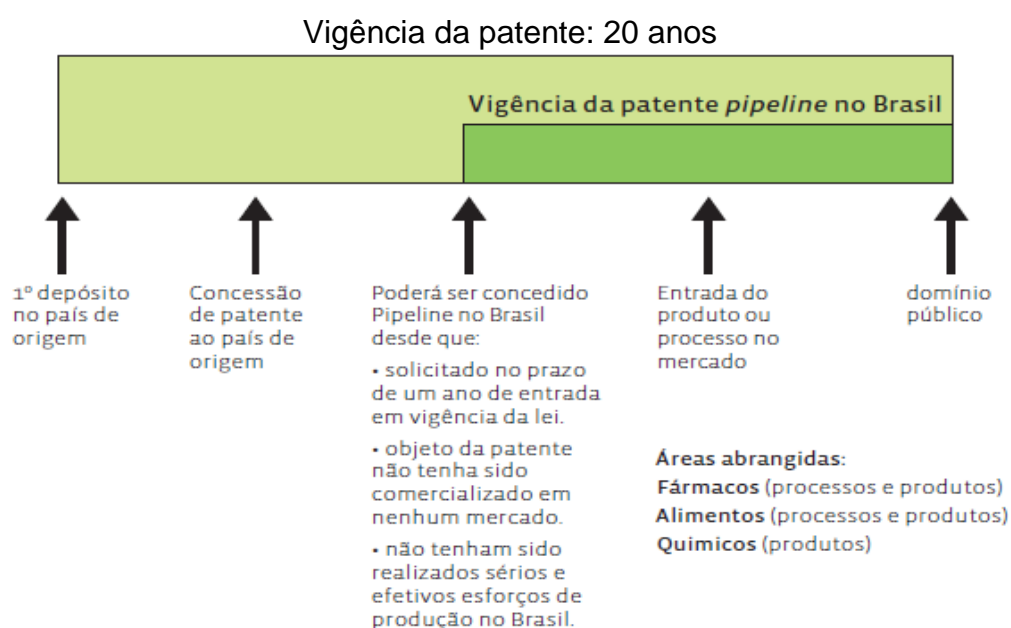 Vigência da patente: 20 anos
Vigência da patente pipeline no Brasil
1º depósito
no país de
origem
Concessão
de patente
ao país de
origem
Poderá ser concedido
Pipeline no Brasil
desde que:
• solicitado no prazo
de um ano de entrada
em vigência da lei.
• objeto da patente
não tenha sido
comercializado em
nenhum mercado.
• não tenham sido
realizados sérios e
efetivos esforços de
produção no Brasil.
Entrada do
produto ou
processo no
mercado
domínio
público
Áreas abrangidas:
Fármacos (processos e produtos)
Alimentos (processos e produtos)
Quimicos (produtos)